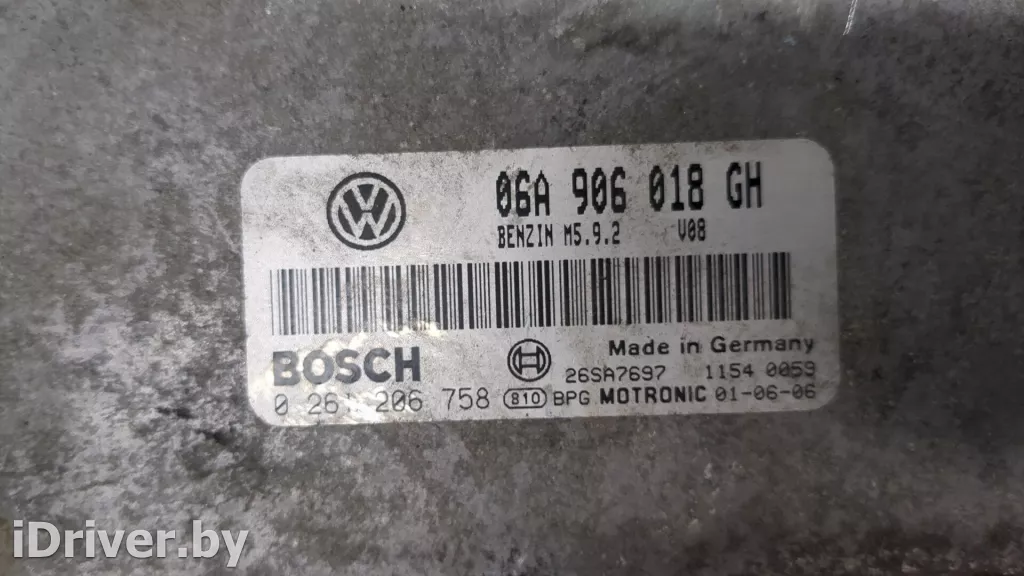 06A 906 018 GH
BENZIN M5.9.2 V08
BOSCH
Made in Germany
26SA7697 1154 0059
0 261 206 758 810 BPG MOTRONIC 01-06-06
iDriver.by